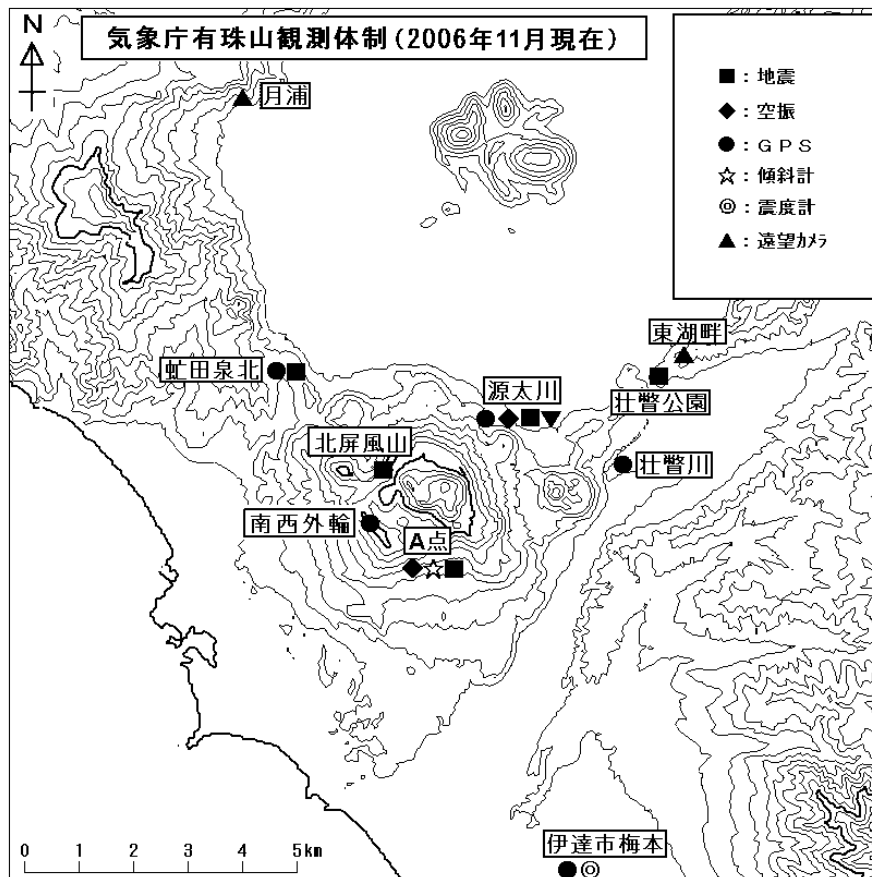 気象庁有珠山観測体制(2006年11月現在)
N
月浦
■:地震
◆:空振
●:GPS
☆:傾斜計
◎:震度計
▲:遠望カメラ
東湖畔
虻田泉北
源太川
壮瞥公園
北屏風山
壮瞥川
南西外輪
A点
伊達市梅本
0 1 2 3 4 5km